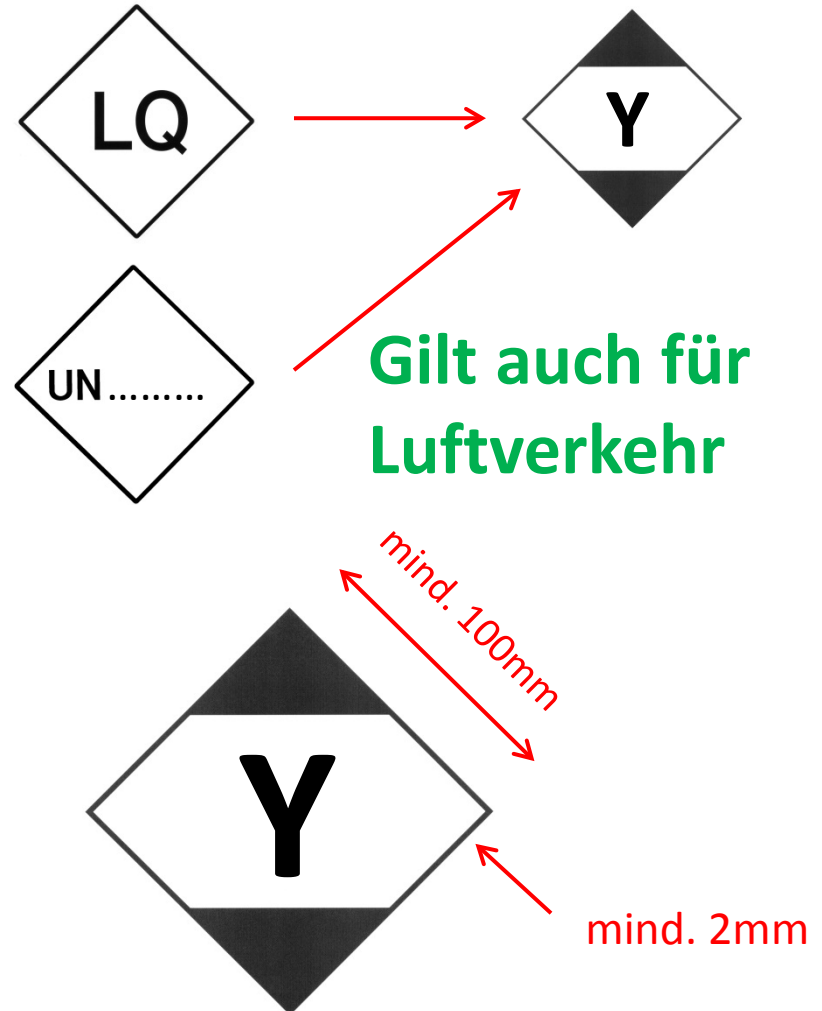 LQ
Y
UN.........
Gilt auch für
Luftverkehr
mind. 100mm
Y
mind. 2mm